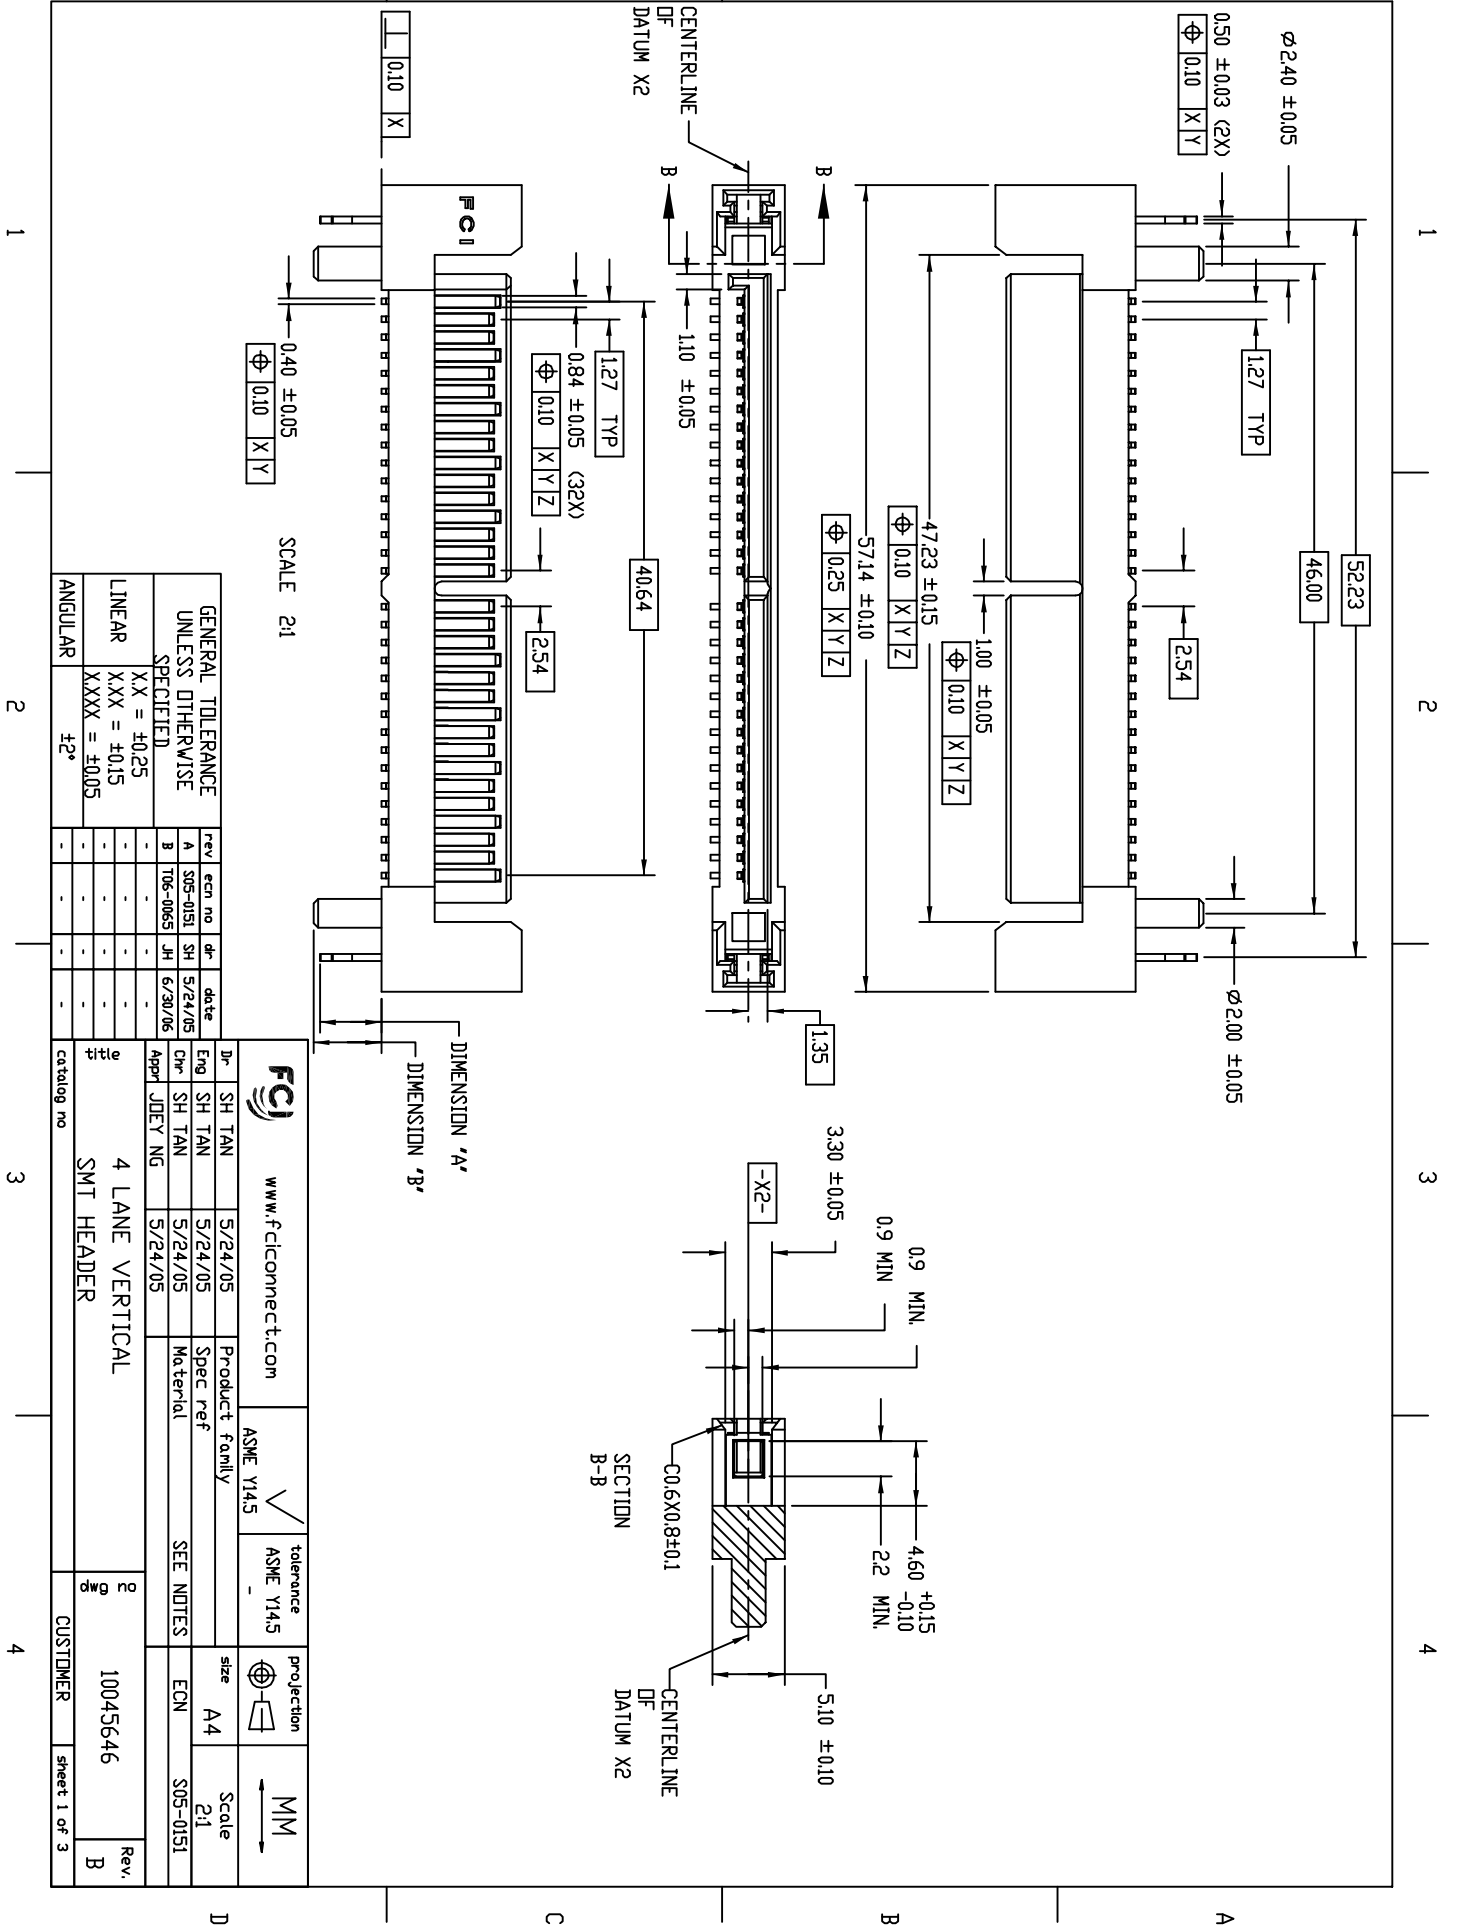 1
2
3
4
A
B
C
D
Ø2.40 ±0.05
0.50 ±0.03 (2X)
⌖ 0.10 X Y
52.23
46.00
1.27 TYP
2.54
Ø2.00 ±0.05
1.00 ±0.05
⌖ 0.10 X Y Z
47.23 ±0.15
⌖ 0.10 X Y Z
57.14 ±0.10
⌖ 0.25 X Y Z
B
B
CENTERLINE
OF
DATUM X2
1.10 ±0.05
1.35
40.64
1.27 TYP
0.84 ±0.05 (32X)
⌖ 0.10 X Y Z
2.54
⊥ 0.10 X
FCI
0.40 ±0.05
⌖ 0.10 X Y
SCALE 2:1
DIMENSION 'A'
DIMENSION 'B'
3.30 ±0.05
-X2-
0.9 MIN
0.9 MIN.
4.60 +0.15 -0.10
2.2 MIN.
5.10 ±0.10
C0.6X0.8±0.1
SECTION
B-B
CENTERLINE
OF
DATUM X2
GENERAL TOLERANCE
UNLESS OTHERWISE
SPECIFIED
LINEAR
X.X = ±0.25
X.XX = ±0.15
X.XXX = ±0.05
ANGULAR ±2°
rev ecn no dr date
A S05-0151 SH 5/24/05
B T06-0065 JH 6/30/06
- - - -
- - - -
- - - -
- - - -
- - - -
FCI
www.fciconnect.com
ASME Y14.5
tolerance
ASME Y14.5
-
projection
MM
Dr SH TAN 5/24/05
Eng SH TAN 5/24/05
Chr SH TAN 5/24/05
Appr JOEY NG 5/24/05
Product family
Spec ref
Material SEE NOTES
size A4
Scale 2:1
ECN S05-0151
title
4 LANE VERTICAL
SMT HEADER
dwg no
10045646
Rev.
B
catalog no
CUSTOMER
sheet 1 of 3
1
2
3
4